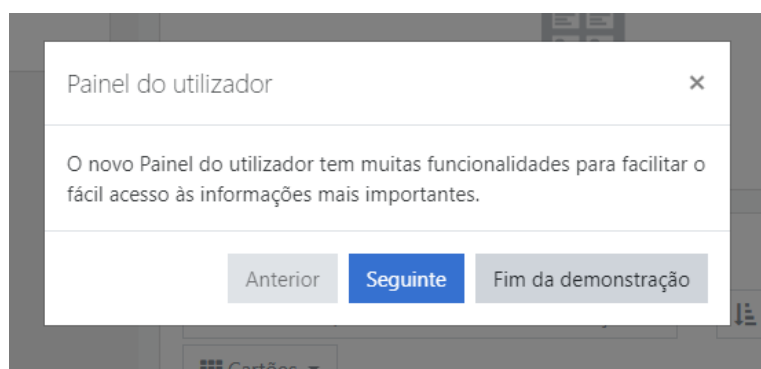 Painel do utilizador ×
O novo Painel do utilizador tem muitas funcionalidades para facilitar o
fácil acesso às informações mais importantes.
Anterior Seguinte Fim da demonstração
Cartões